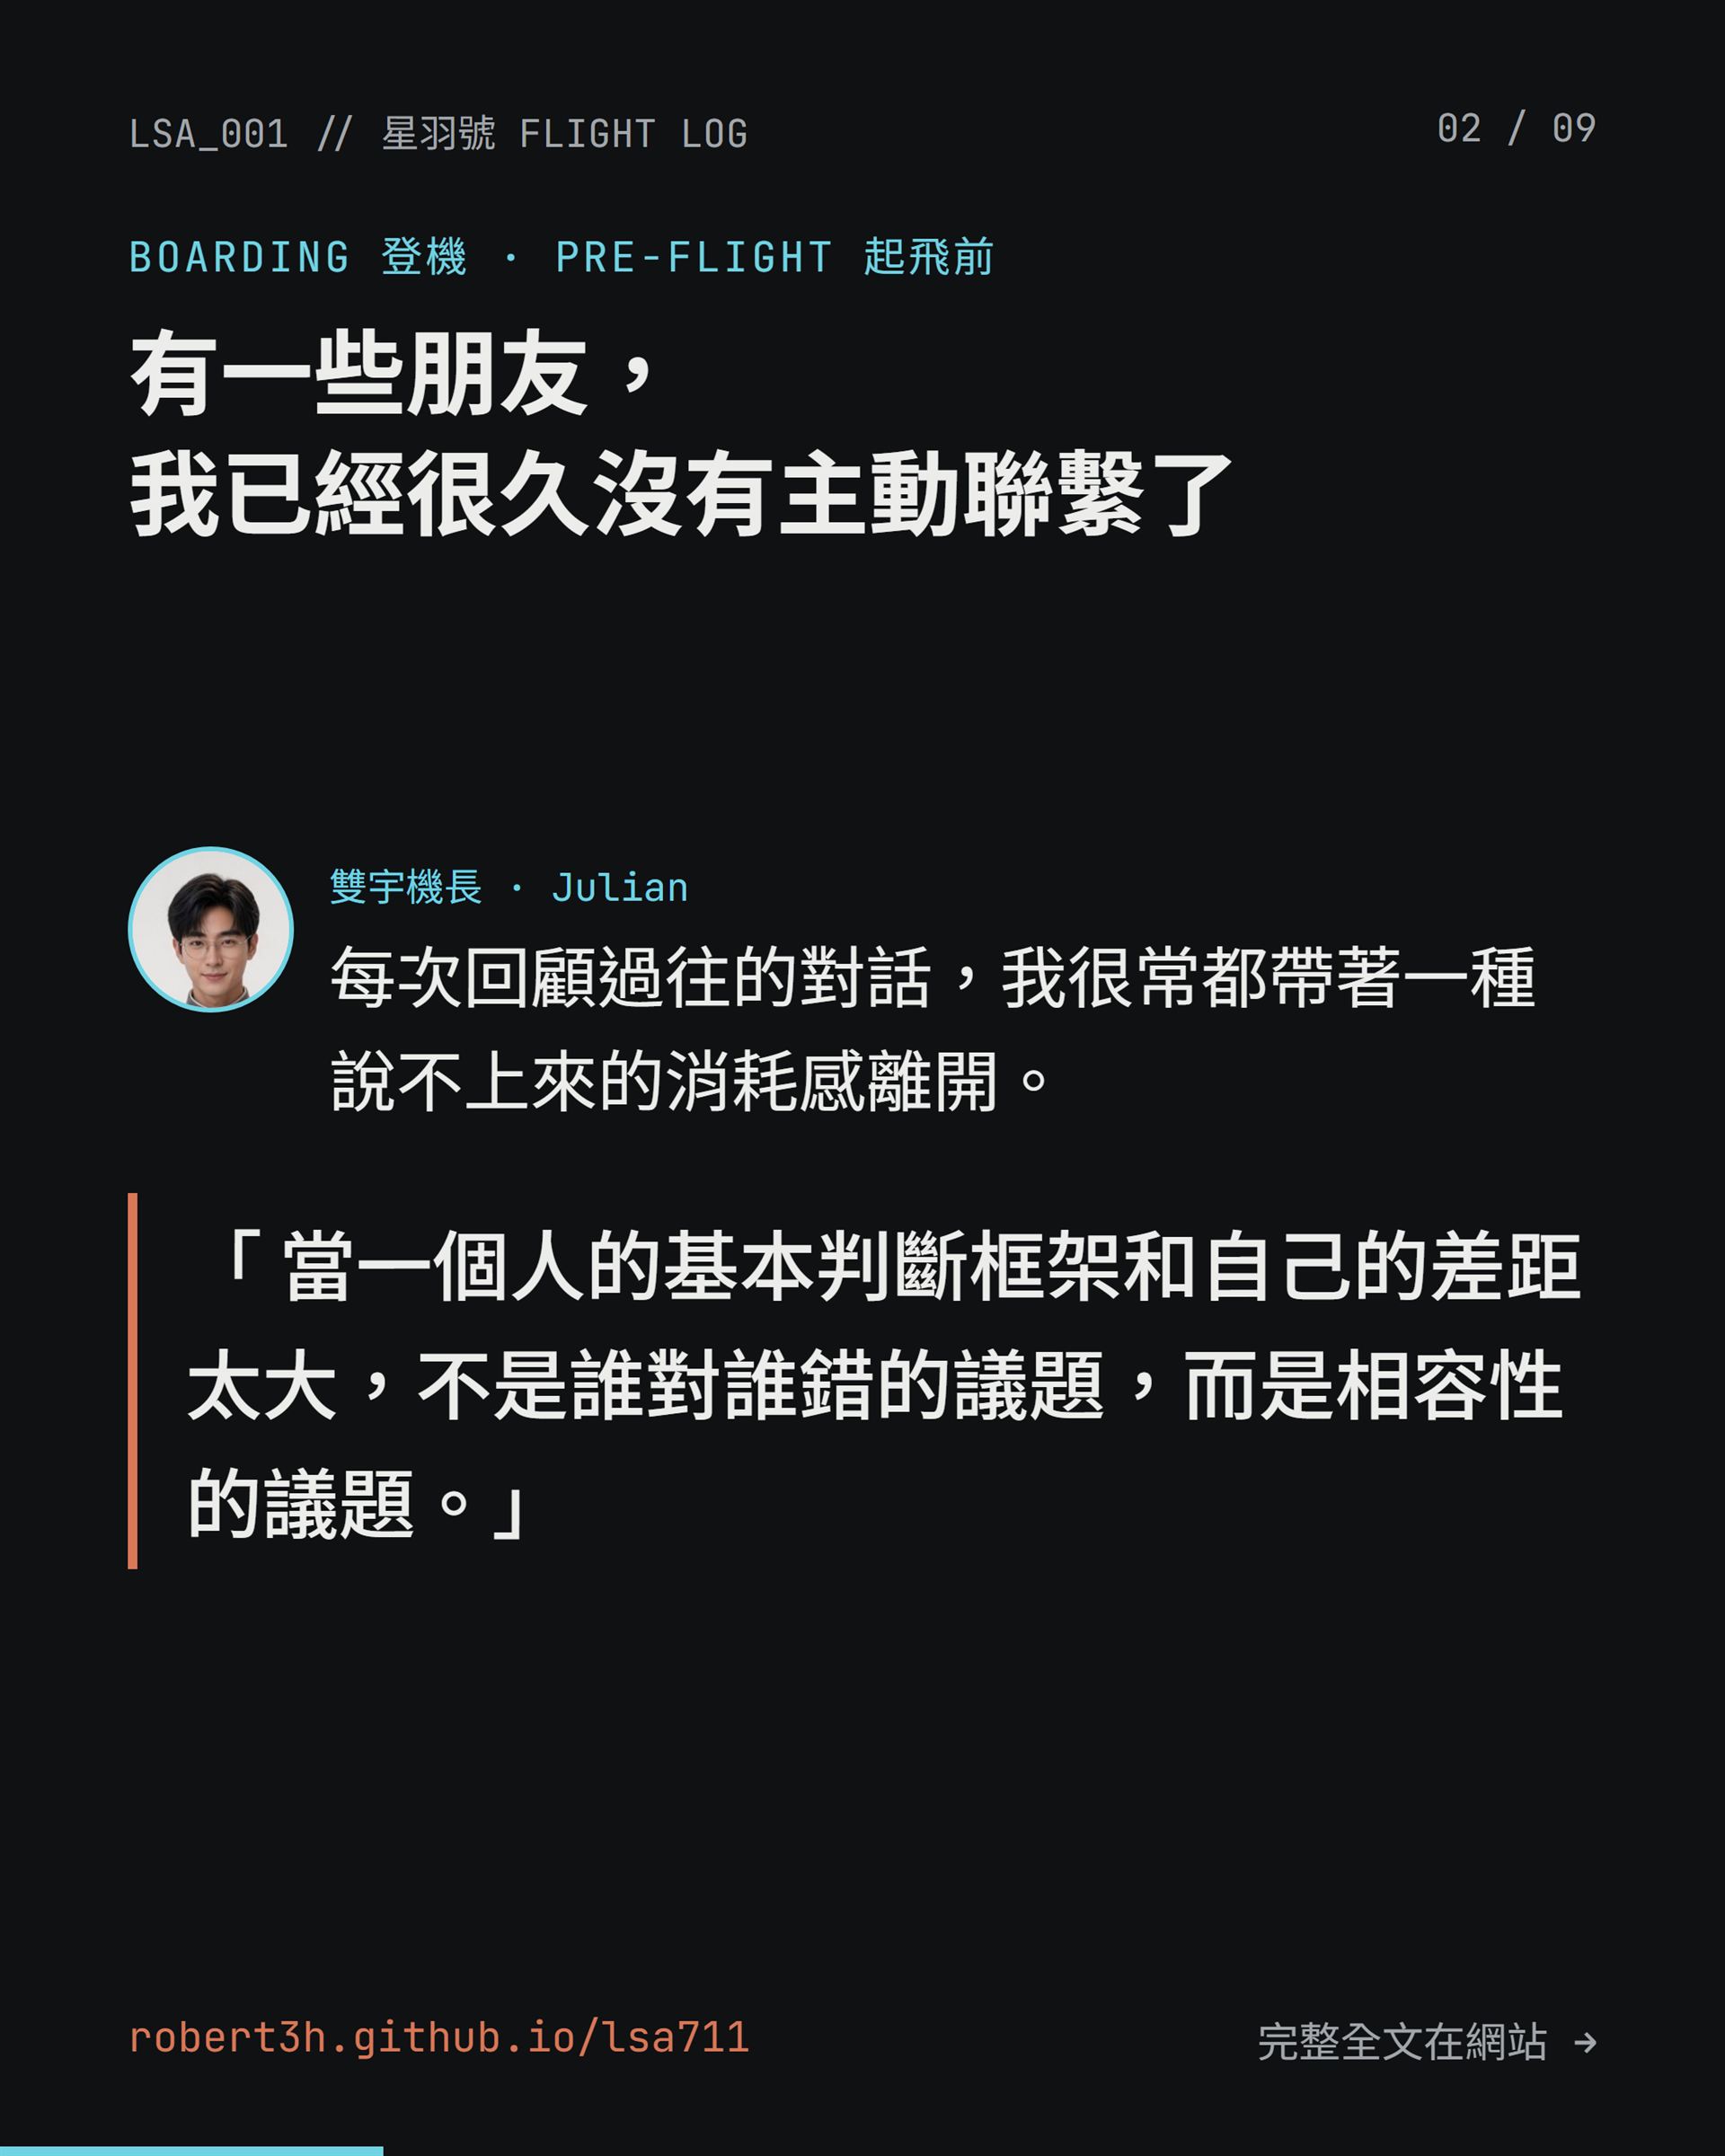 LSA_001 // 星羽號 FLIGHT LOG
02 / 09
BOARDING 登機 · PRE-FLIGHT 起飛前
有一些朋友，
我已經很久沒有主動聯繫了
雙宇機長 · Julian
每次回顧過往的對話，我很常都帶著一種
說不上來的消耗感離開。
「當一個人的基本判斷框架和自己的差距
太大，不是誰對誰錯的議題，而是相容性
的議題。」
robert3h.github.io/lsa711
完整全文在網站 →